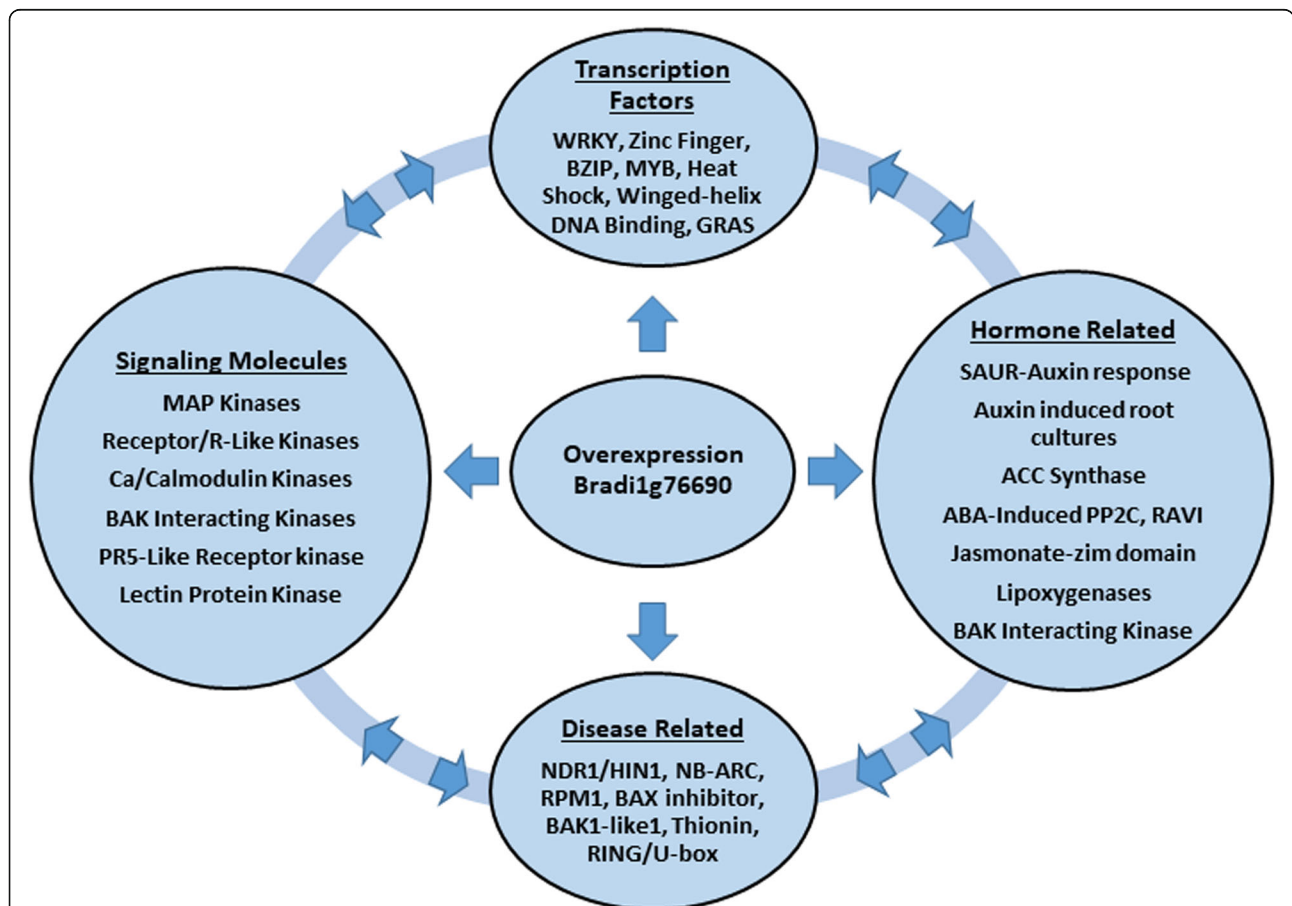 Transcription
Factors
WRKY, Zinc Finger,
BZIP, MYB, Heat
Shock, Winged-helix
DNA Binding, GRAS
Signaling Molecules
MAP Kinases
Receptor/R-Like Kinases
Ca/Calmodulin Kinases
BAK Interacting Kinases
PR5-Like Receptor kinase
Lectin Protein Kinase
Overexpression
Bradi1g76690
Hormone Related
SAUR-Auxin response
Auxin induced root
cultures
ACC Synthase
ABA-Induced PP2C, RAVI
Jasmonate-zim domain
Lipoxygenases
BAK Interacting Kinase
Disease Related
NDR1/HIN1, NB-ARC,
RPM1, BAX inhibitor,
BAK1-like1, Thionin,
RING/U-box